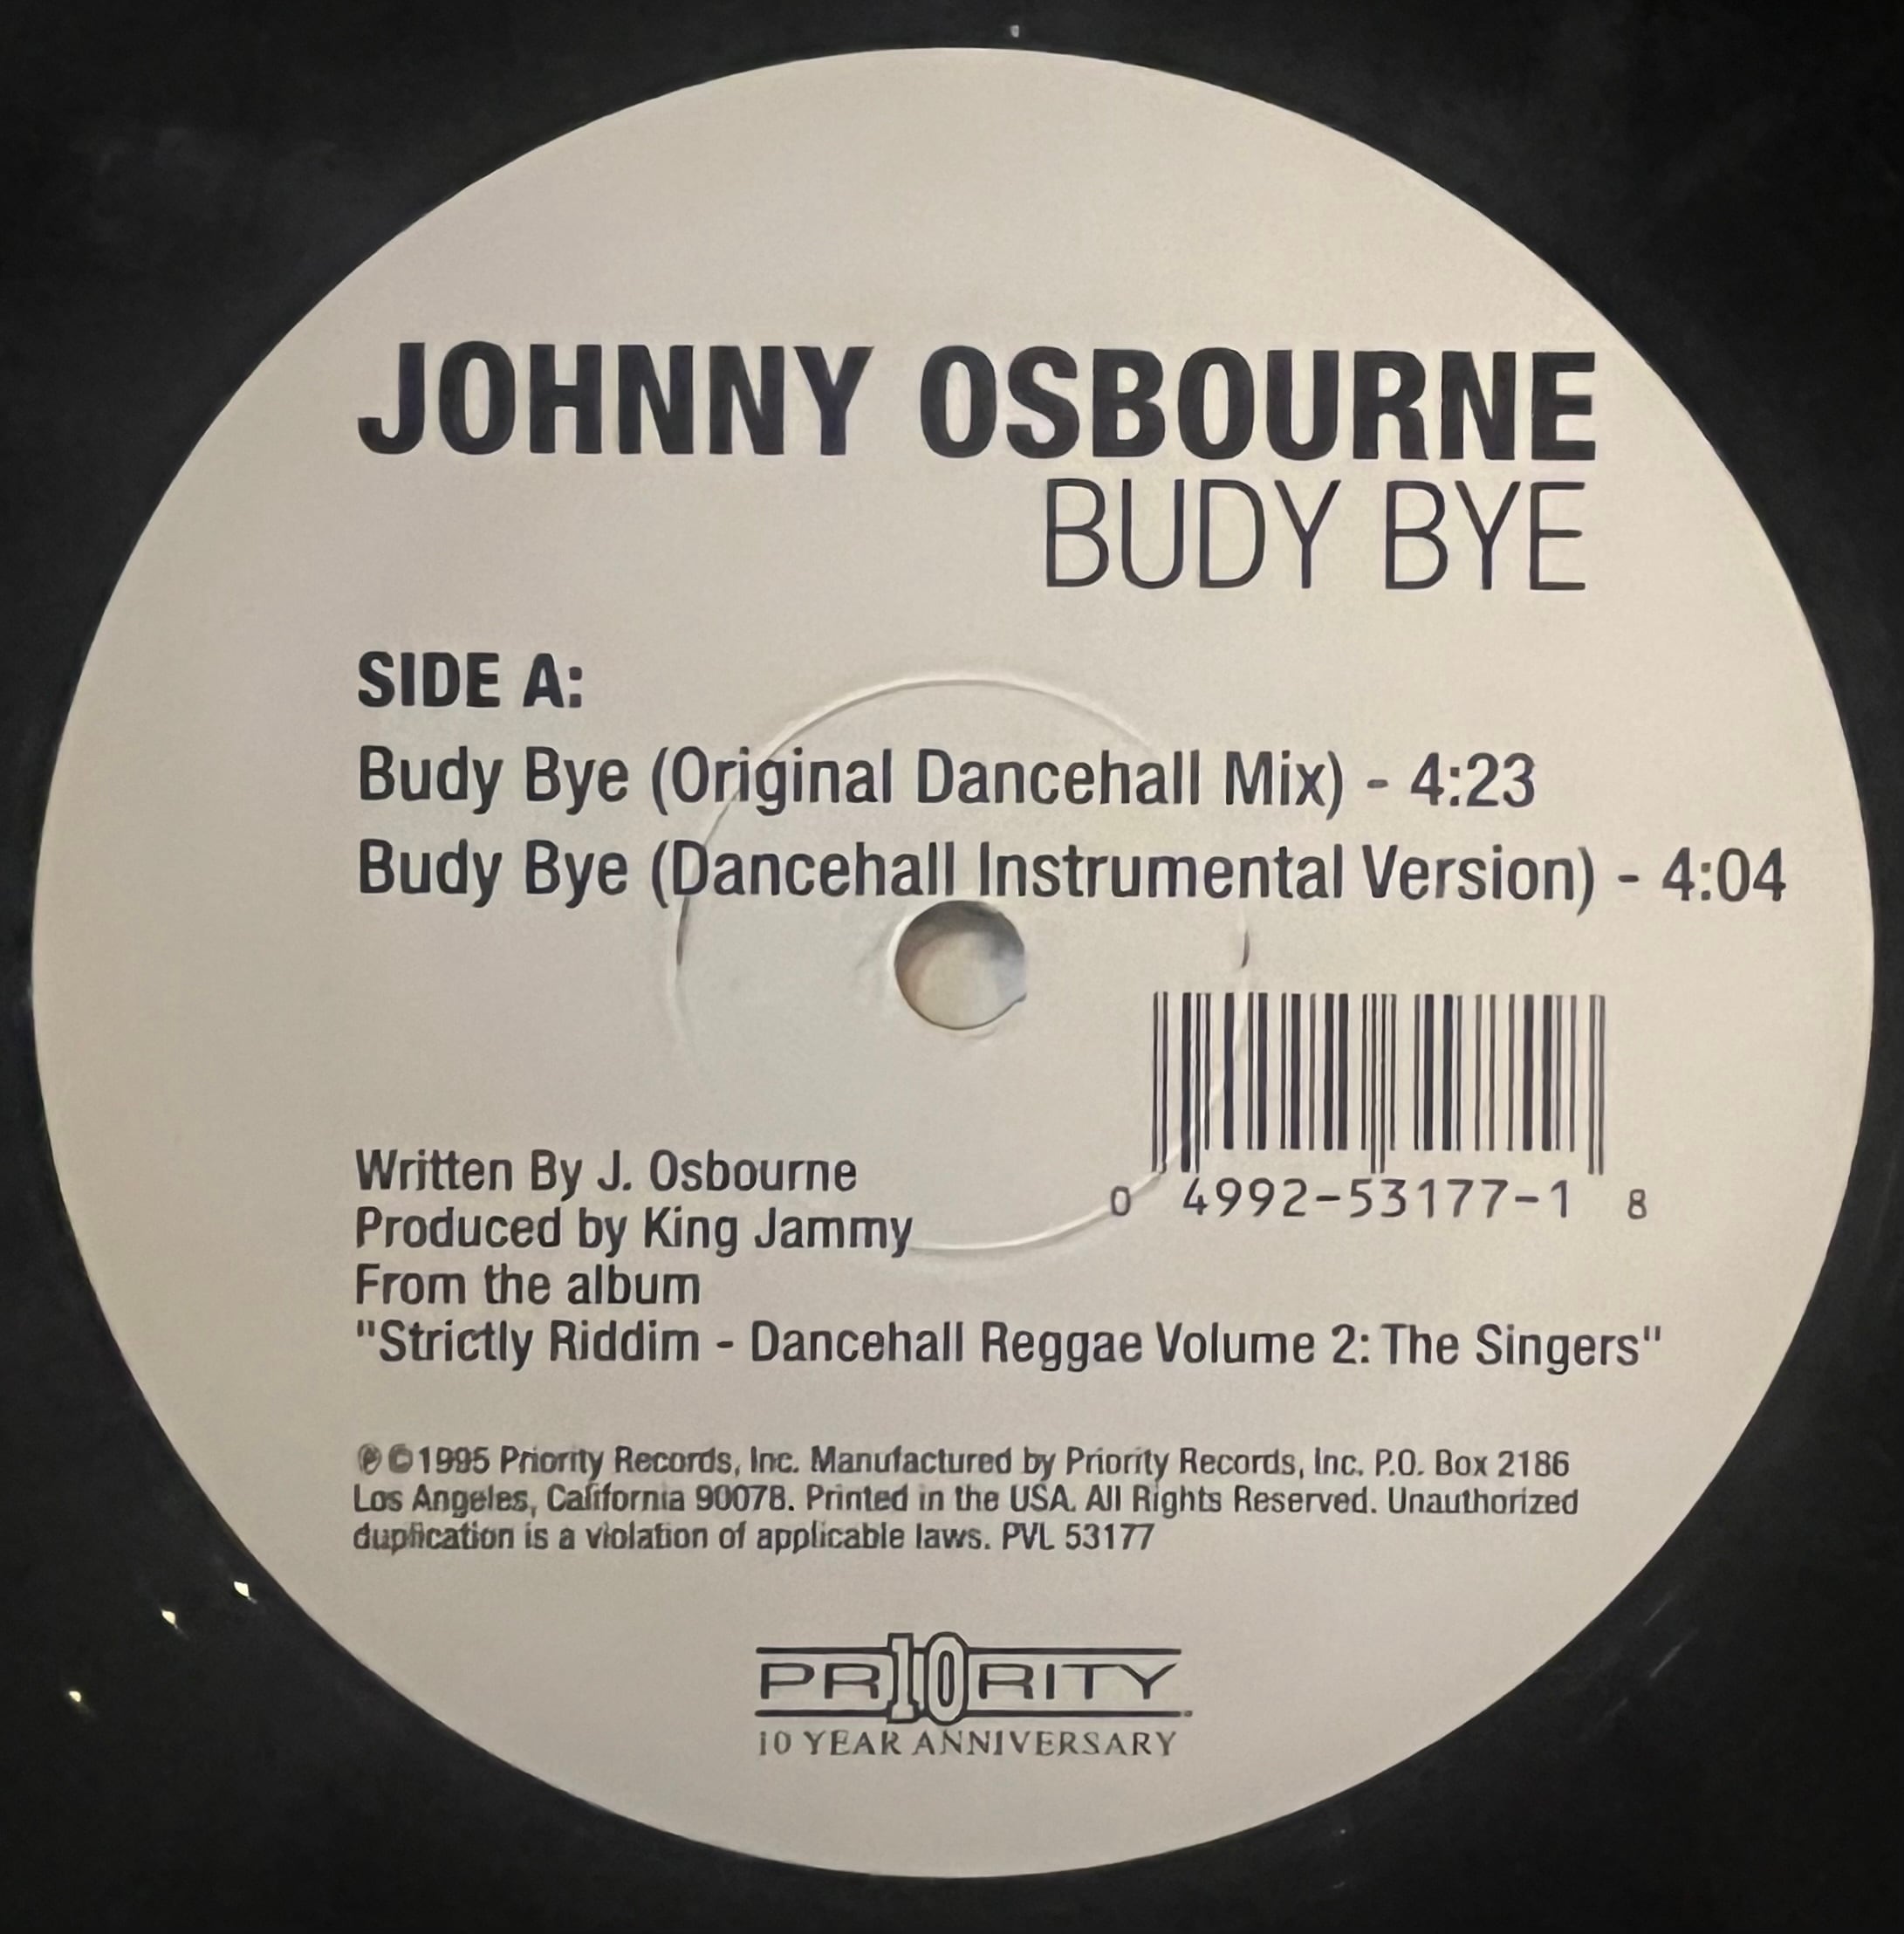 JOHNNY OSBOURNE
BUDY BYE
SIDE A:
Budy Bye (Original Dancehall Mix) - 4:23
Budy Bye (Dancehall Instrumental Version) - 4:04
0 4992-53177-1 8
Written By J. Osbourne
Produced by King Jammy
From the album
"Strictly Riddim - Dancehall Reggae Volume 2: The Singers"
℗©1995 Priority Records, Inc. Manufactured by Priority Records, Inc. P.O. Box 2186
Los Angeles, California 90078. Printed in the USA. All Rights Reserved. Unauthorized
duplication is a violation of applicable laws. PVL 53177
PR10RITY
10 YEAR ANNIVERSARY